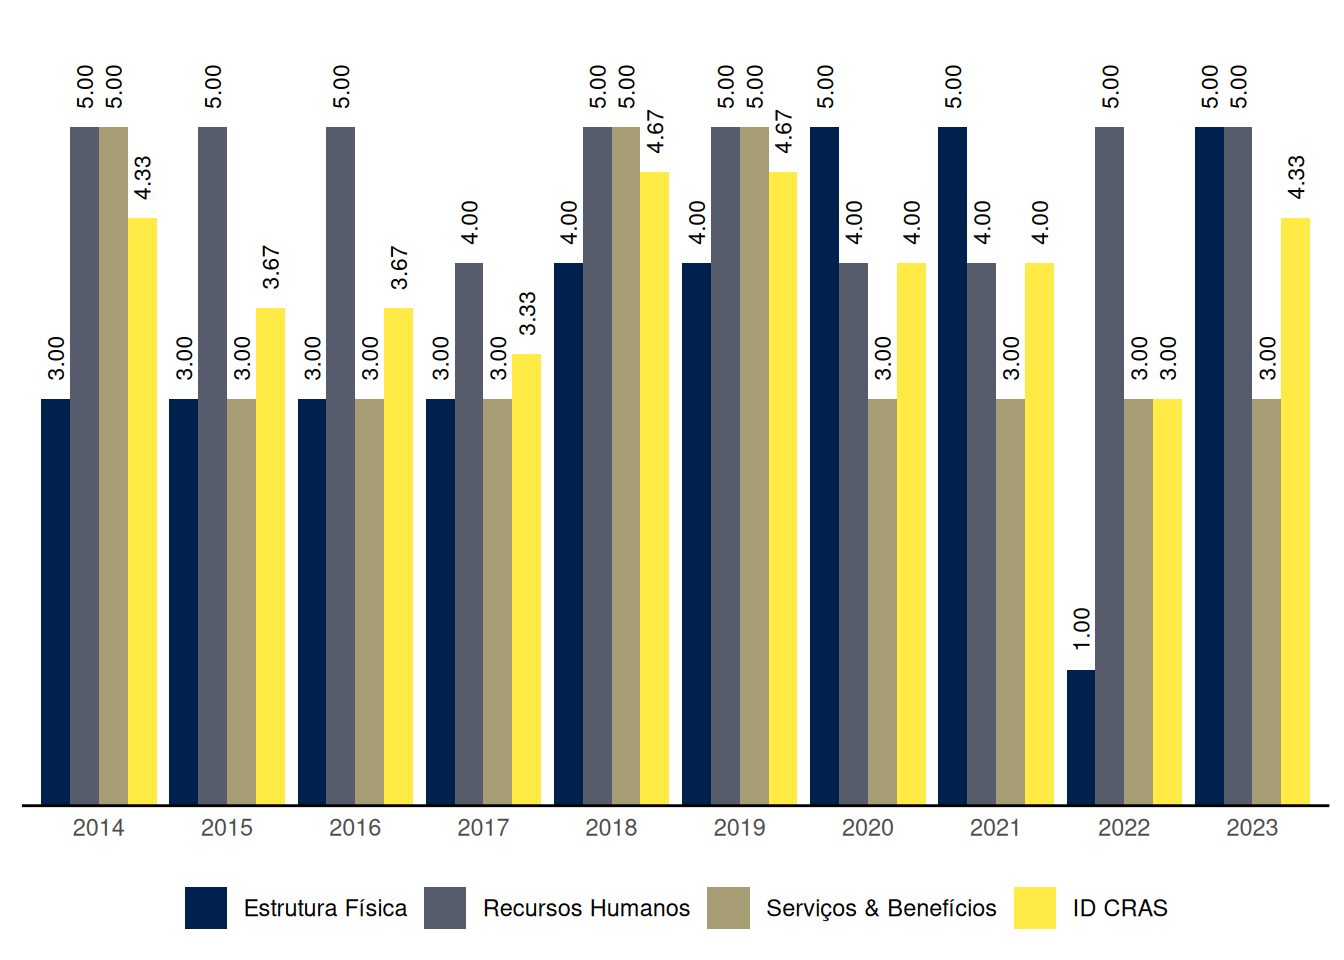 3.00 5.00 5.00 4.33
3.00 5.00 3.00 3.67
3.00 5.00 3.00 3.67
3.00 4.00 3.00 3.33
4.00 5.00 5.00 4.67
4.00 5.00 5.00 4.67
5.00 4.00 3.00 4.00
5.00 4.00 3.00 4.00
1.00 5.00 3.00 3.00
5.00 5.00 3.00 4.33
2014 2015 2016 2017 2018 2019 2020 2021 2022 2023
Estrutura Física Recursos Humanos Serviços & Benefícios ID CRAS